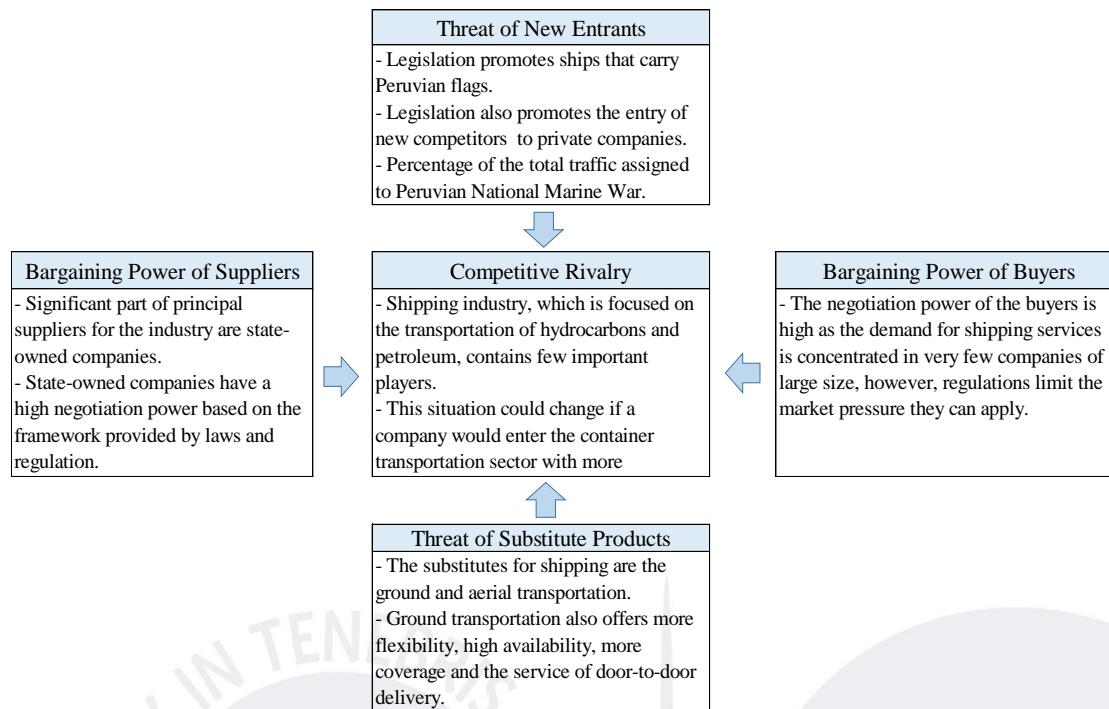 Threat of New Entrants
- Legislation promotes ships that carry
Peruvian flags.
- Legislation also promotes the entry of
new competitors  to private companies.
- Percentage of the total traffic assigned
to Peruvian National Marine War.
Bargaining Power of Suppliers
- Significant part of principal
suppliers for the industry are state-
owned companies.
- State-owned companies have a
high negotiation power based on the
framework provided by laws and
regulation.
Competitive Rivalry
- Shipping industry, which is focused on
the transportation of hydrocarbons and
petroleum, contains few important
players.
- This situation could change if a
company would enter the container
transportation sector with more
Bargaining Power of Buyers
- The negotiation power of the buyers is
high as the demand for shipping services
is concentrated in very few companies of
large size, however, regulations limit the
market pressure they can apply.
Threat of Substitute Products
- The substitutes for shipping are the
ground and aerial transportation.
- Ground transportation also offers more
flexibility, high availability, more
coverage and the service of door-to-door
delivery.
IN TENEBRIS